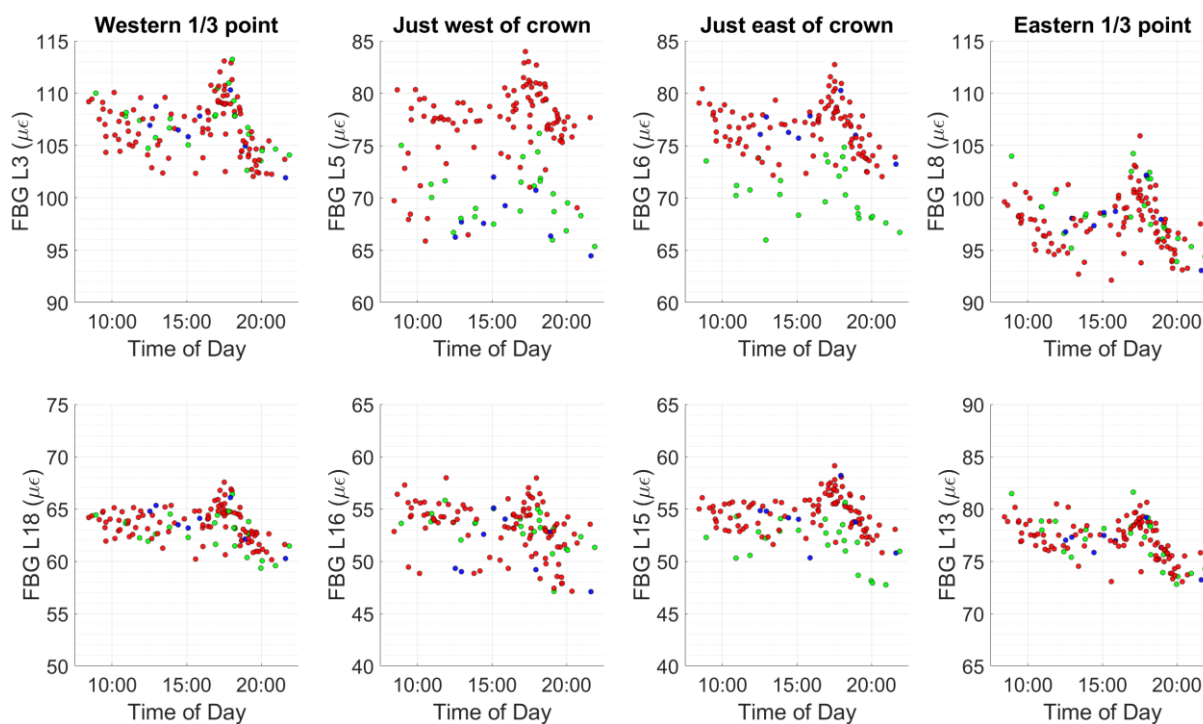 Western 1/3 point
Just west of crown
Just east of crown
Eastern 1/3 point
FBG L3 (με)
115
110
105
100
95
90
10:00 15:00 20:00
Time of Day
FBG L5 (με)
85
80
75
70
65
60
10:00 15:00 20:00
Time of Day
FBG L6 (με)
85
80
75
70
65
60
10:00 15:00 20:00
Time of Day
FBG L8 (με)
115
110
105
100
95
90
10:00 15:00 20:00
Time of Day
FBG L18 (με)
75
70
65
60
55
50
10:00 15:00 20:00
Time of Day
FBG L16 (με)
65
60
55
50
45
40
10:00 15:00 20:00
Time of Day
FBG L15 (με)
65
60
55
50
45
40
10:00 15:00 20:00
Time of Day
FBG L13 (με)
90
85
80
75
70
65
10:00 15:00 20:00
Time of Day